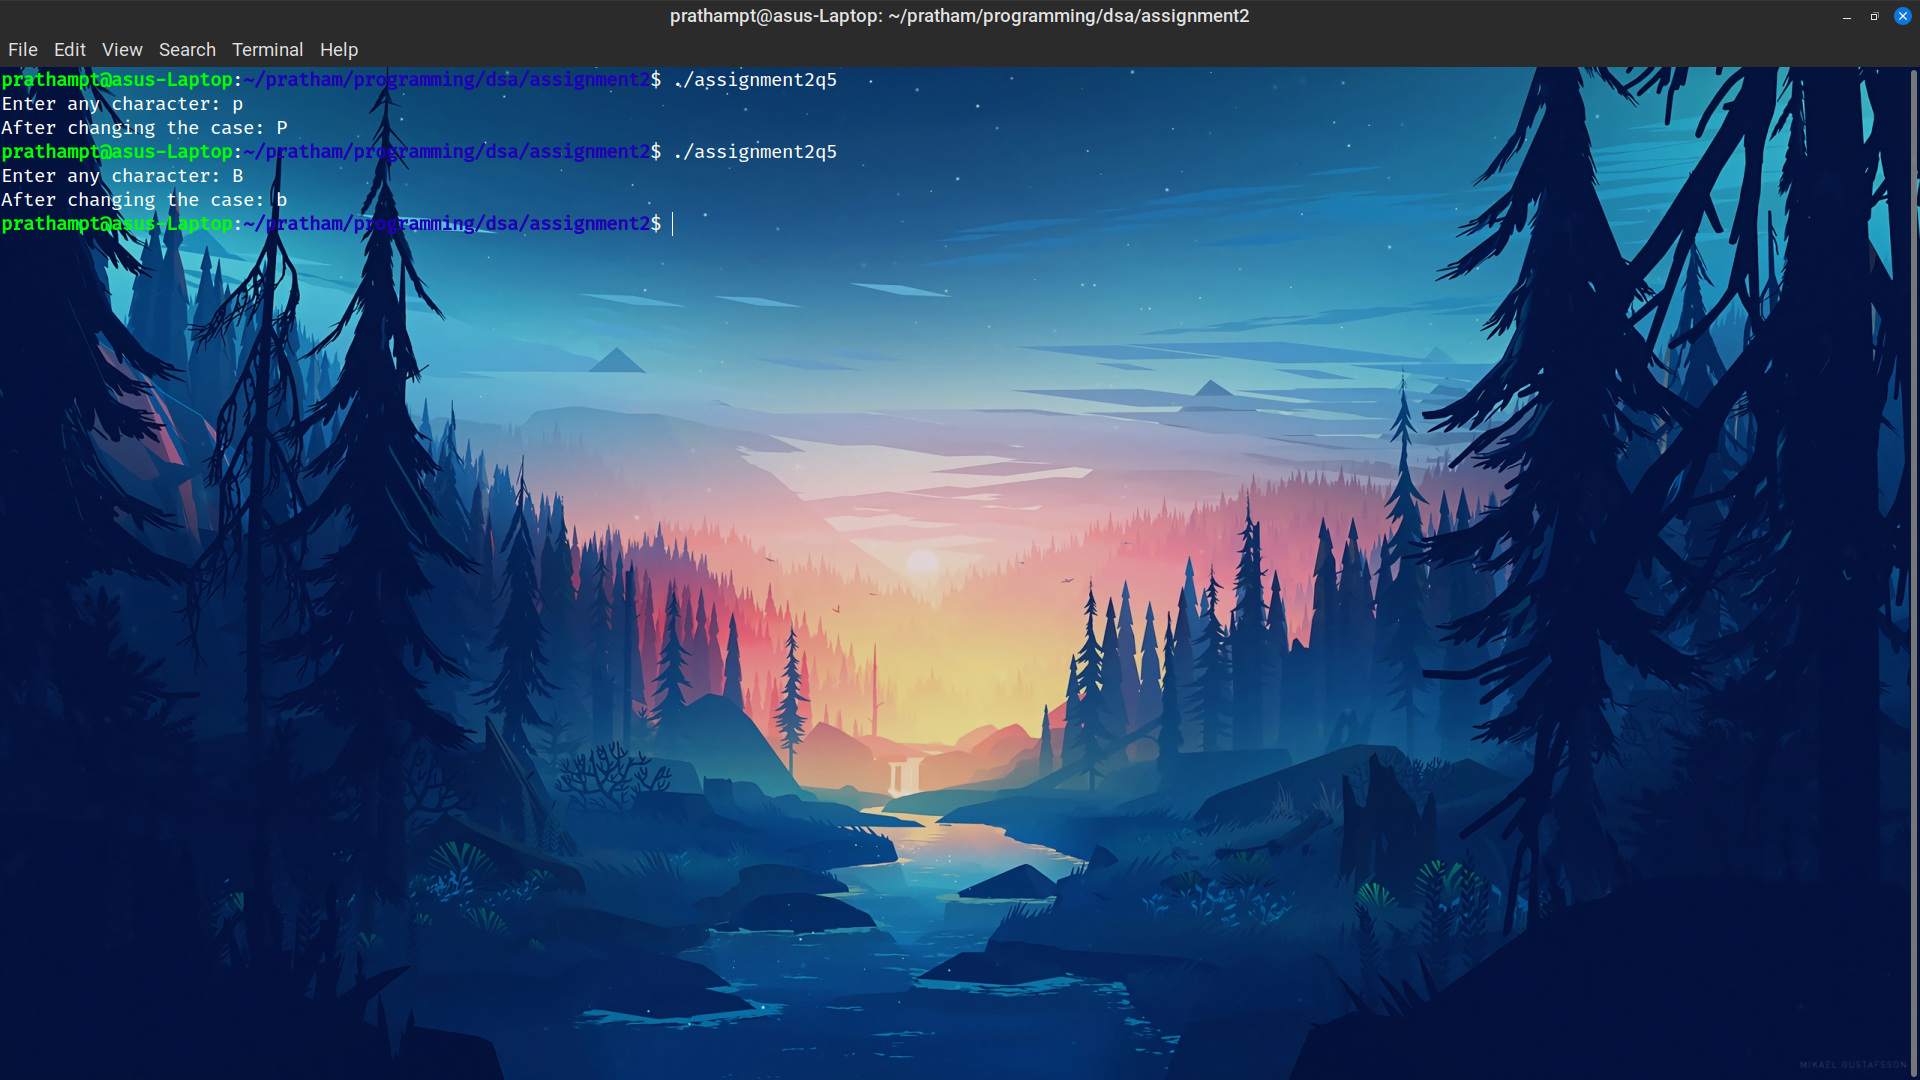 prathampt@asus-Laptop: ~/pratham/programming/dsa/assignment2
File Edit View Search Terminal Help
prathampt@asus-Laptop:~/pratham/programming/dsa/assignment2$ ./assignment2q5
Enter any character: p
After changing the case: P
prathampt@asus-Laptop:~/pratham/programming/dsa/assignment2$ ./assignment2q5
Enter any character: B
After changing the case: b
prathampt@asus-Laptop:~/pratham/programming/dsa/assignment2$
MIKAEL GUSTAFSSON